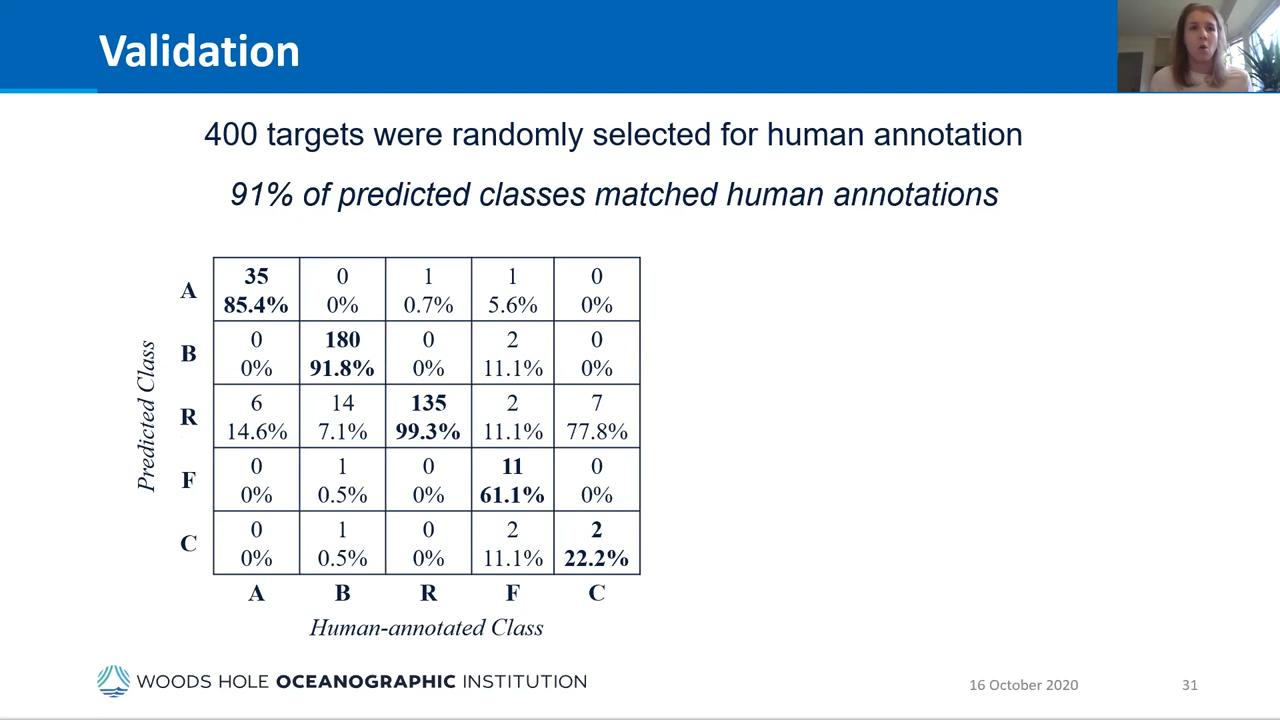 Validation
400 targets were randomly selected for human annotation
91% of predicted classes matched human annotations
Predicted Class
A
35 0 1 1 0
85.4% 0% 0.7% 5.6% 0%
B
0 180 0 2 0
0% 91.8% 0% 11.1% 0%
R
6 14 135 2 7
14.6% 7.1% 99.3% 11.1% 77.8%
F
0 1 0 11 0
0% 0.5% 0% 61.1% 0%
C
0 1 0 2 2
0% 0.5% 0% 11.1% 22.2%
A B R F C
Human-annotated Class
WOODS HOLE OCEANOGRAPHIC INSTITUTION
16 October 2020
31